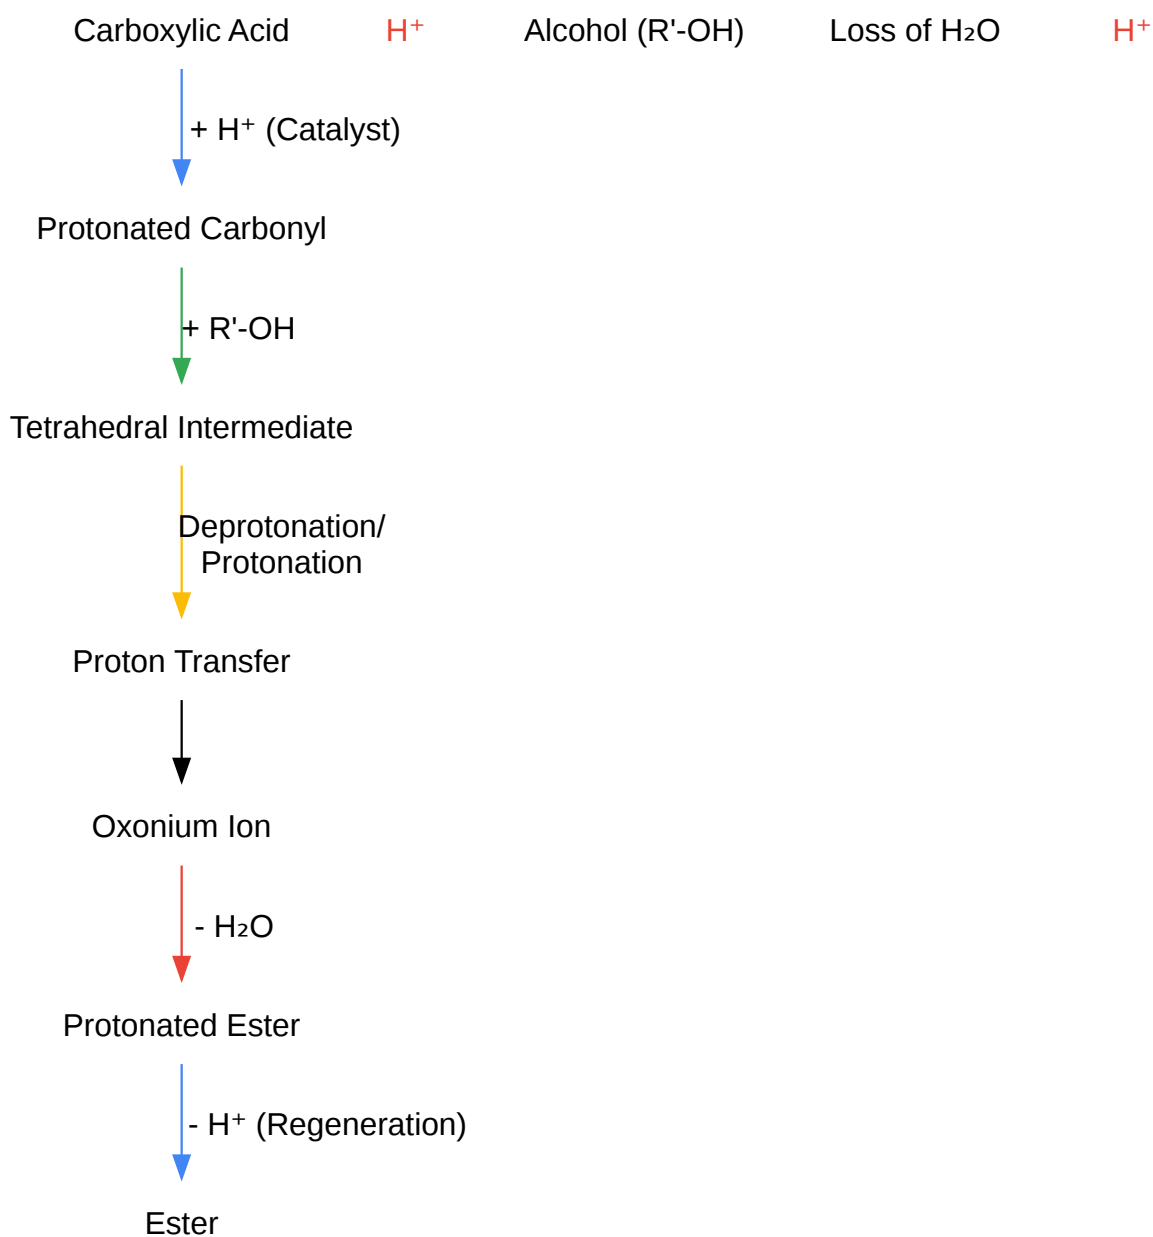 Carboxylic Acid
H⁺
Alcohol (R'-OH)
Loss of H₂O
H⁺
+ H⁺ (Catalyst)
Protonated Carbonyl
+ R'-OH
Tetrahedral Intermediate
Deprotonation/
Protonation
Proton Transfer
Oxonium Ion
- H₂O
Protonated Ester
- H⁺ (Regeneration)
Ester